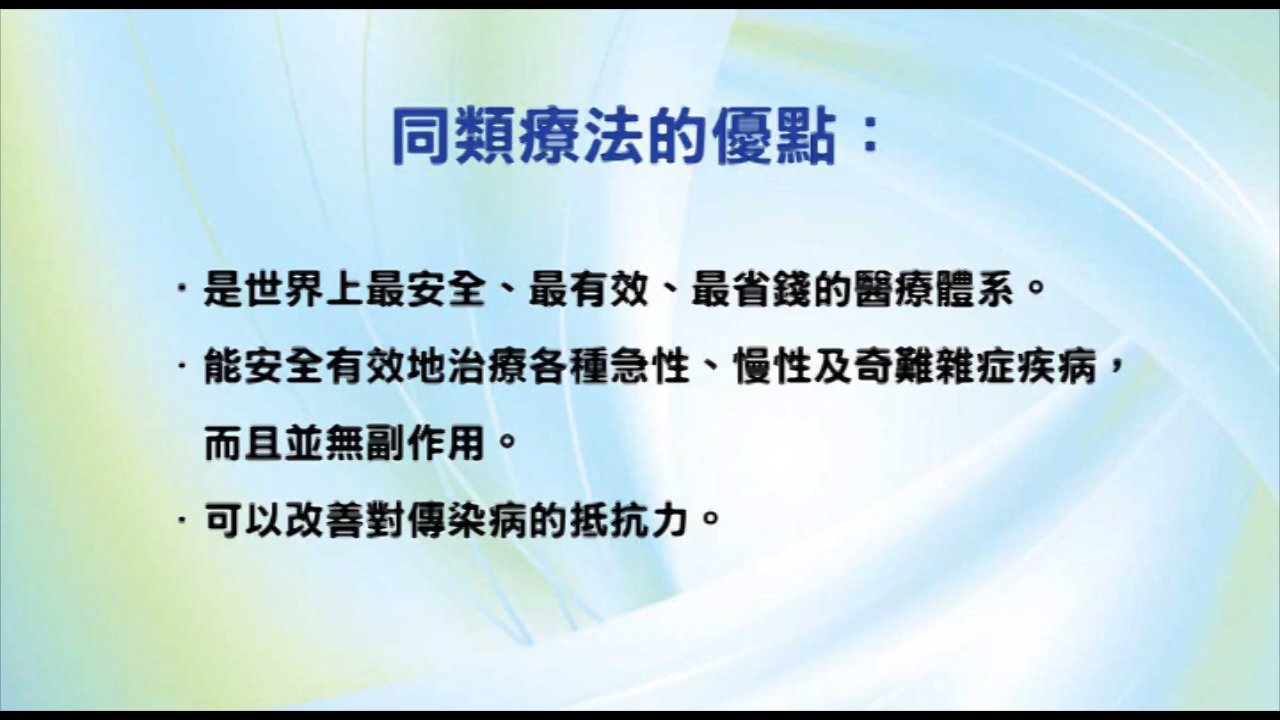 同類療法的優點：
·是世界上最安全、最有效、最省錢的醫療體系。
·能安全有效地治療各種急性、慢性及奇難雜症疾病，
而且並無副作用。
·可以改善對傳染病的抵抗力。